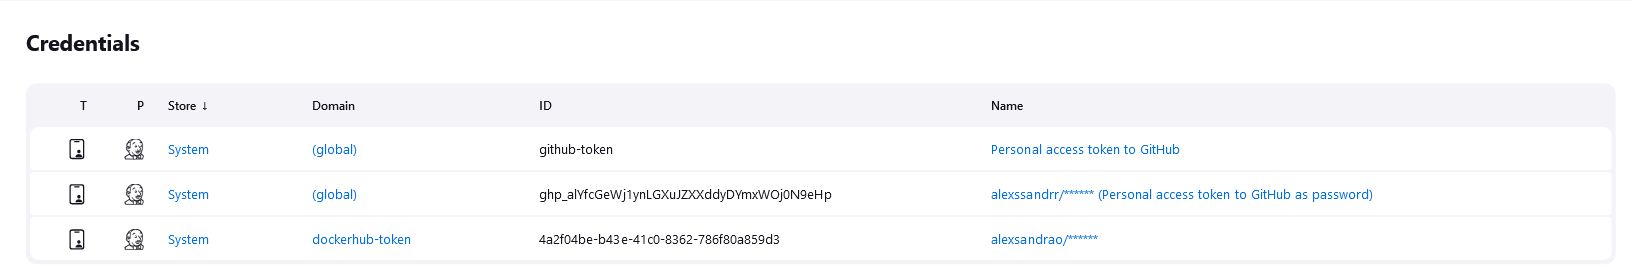 Credentials
T P Store ↓ Domain ID Name
System (global) github-token Personal access token to GitHub
System (global) 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 alexssandrr/****** (Personal access token to GitHub as password)
System dockerhub-token 4a2f04be-b43e-41c0-8362-786f80a859d3 alexsandrao/******